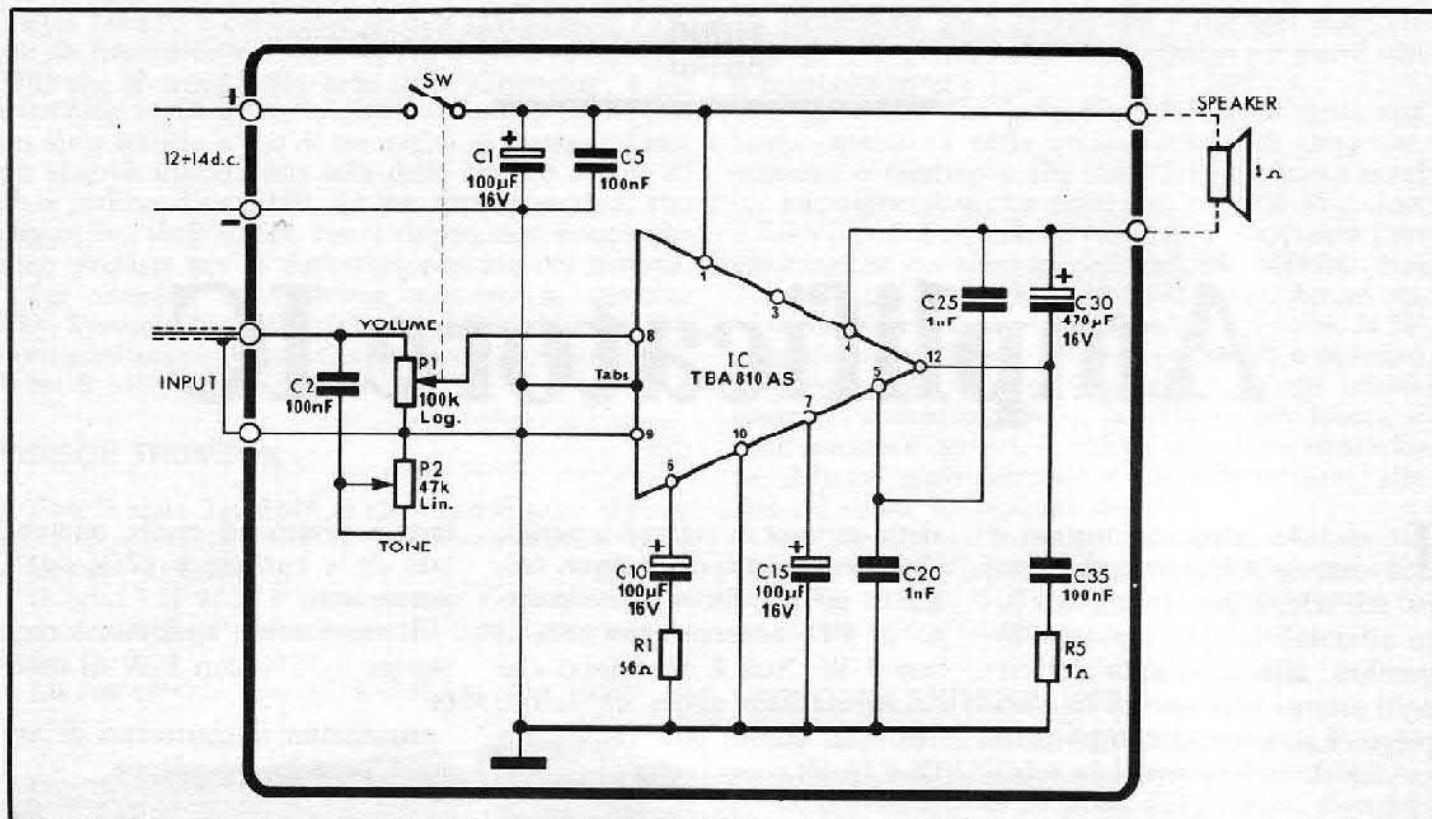 SW
+
SPEAKER
C1
100µF
16V
C5
100nF
12÷14d.c.
4Ω
−
VOLUME
INPUT
C2
100nF
P1
100k
Log.
P2
47k
Lin.
TONE
1
3
4
8
Tabs
IC
TBA 810 AS
12
5
7
9
10
6
C25
1nF
C30
470µF
16V
C10
100µF
16V
C15
100µF
16V
C20
1nF
C35
100nF
R1
56Ω
R5
1Ω